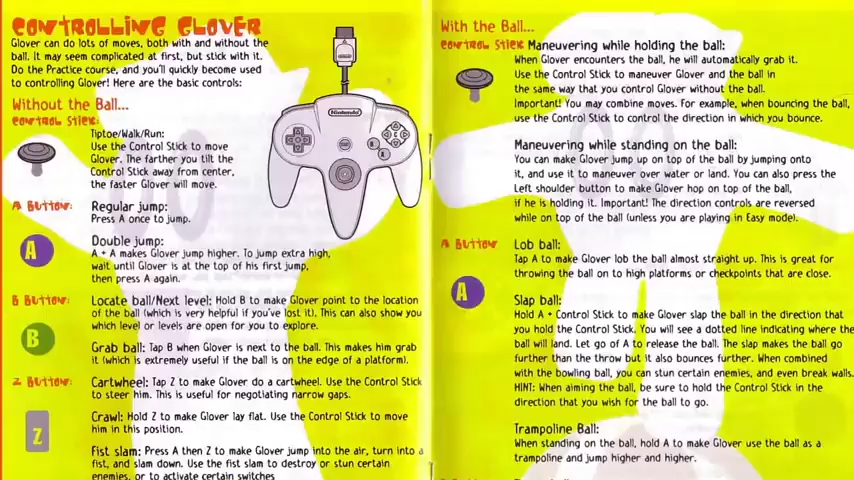 CONTROLLING GLOVER
Glover can do lots of moves, both with and without the
ball. It may seem complicated at first, but stick with it.
Do the Practice course, and you'll quickly become used
to controlling Glover! Here are the basic controls:
Without the Ball...
CONTROL STICK:
Tiptoe/Walk/Run:
Use the Control Stick to move
Glover. The farther you tilt the
Control Stick away from center,
the faster Glover will move.
A BUTTON:
Regular jump:
Press A once to jump.
A
Double jump:
A + A makes Glover jump higher. To jump extra high,
wait until Glover is at the top of his first jump,
then press A again.
B BUTTON:
Locate ball/Next level: Hold B to make Glover point to the location
of the ball (which is very helpful if you've lost it). This can also show you
which level or levels are open for you to explore.
B
Grab ball: Tap B when Glover is next to the ball. This makes him grab
it (which is extremely useful if the ball is on the edge of a platform).
Z BUTTON:
Cartwheel: Tap Z to make Glover do a cartwheel. Use the Control Stick
to steer him. This is useful for negotiating narrow gaps.
Z
Crawl: Hold Z to make Glover lay flat. Use the Control Stick to move
him in this position.
Fist slam: Press A then Z to make Glover jump into the air, turn into a
fist, and slam down. Use the fist slam to destroy or stun certain
enemies, or to activate certain switches
Nintendo
With the Ball...
CONTROL STICK
Maneuvering while holding the ball:
When Glover encounters the ball, he will automatically grab it.
Use the Control Stick to maneuver Glover and the ball in
the same way that you control Glover without the ball.
Important! You may combine moves. For example, when bouncing the ball,
use the Control Stick to control the direction in which you bounce.
Maneuvering while standing on the ball:
You can make Glover jump up on top of the ball by jumping onto
it, and use it to maneuver over water or land. You can also press the
Left shoulder button to make Glover hop on top of the ball,
if he is holding it. Important! The direction controls are reversed
while on top of the ball (unless you are playing in Easy mode).
A BUTTON
Lob ball:
Tap A to make Glover lob the ball almost straight up. This is great for
throwing the ball on to high platforms or checkpoints that are close.
A
Slap ball:
Hold A + Control Stick to make Glover slap the ball in the direction that
you hold the Control Stick. You will see a dotted line indicating where the
ball will land. Let go of A to release the ball. The slap makes the ball go
further than the throw but it also bounces further. When combined
with the bowling ball, you can stun certain enemies, and even break walls.
HINT: When aiming the ball, be sure to hold the Control Stick in the
direction that you wish for the ball to go.
Trampoline Ball:
When standing on the ball, hold A to make Glover use the ball as a
trampoline and jump higher and higher.